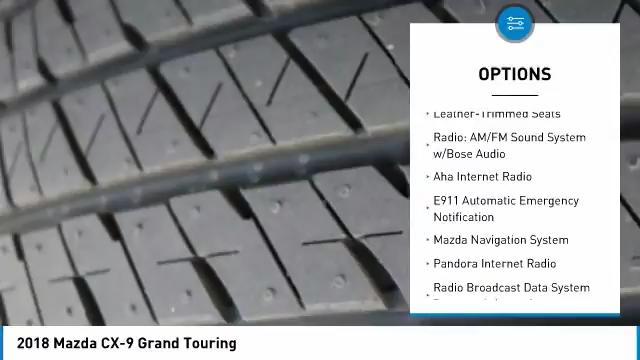 OPTIONS
Leather-Trimmed Seats
Radio: AM/FM Sound System
w/Bose Audio
Aha Internet Radio
E911 Automatic Emergency
Notification
Mazda Navigation System
Pandora Internet Radio
Radio Broadcast Data System
2018 Mazda CX-9 Grand Touring